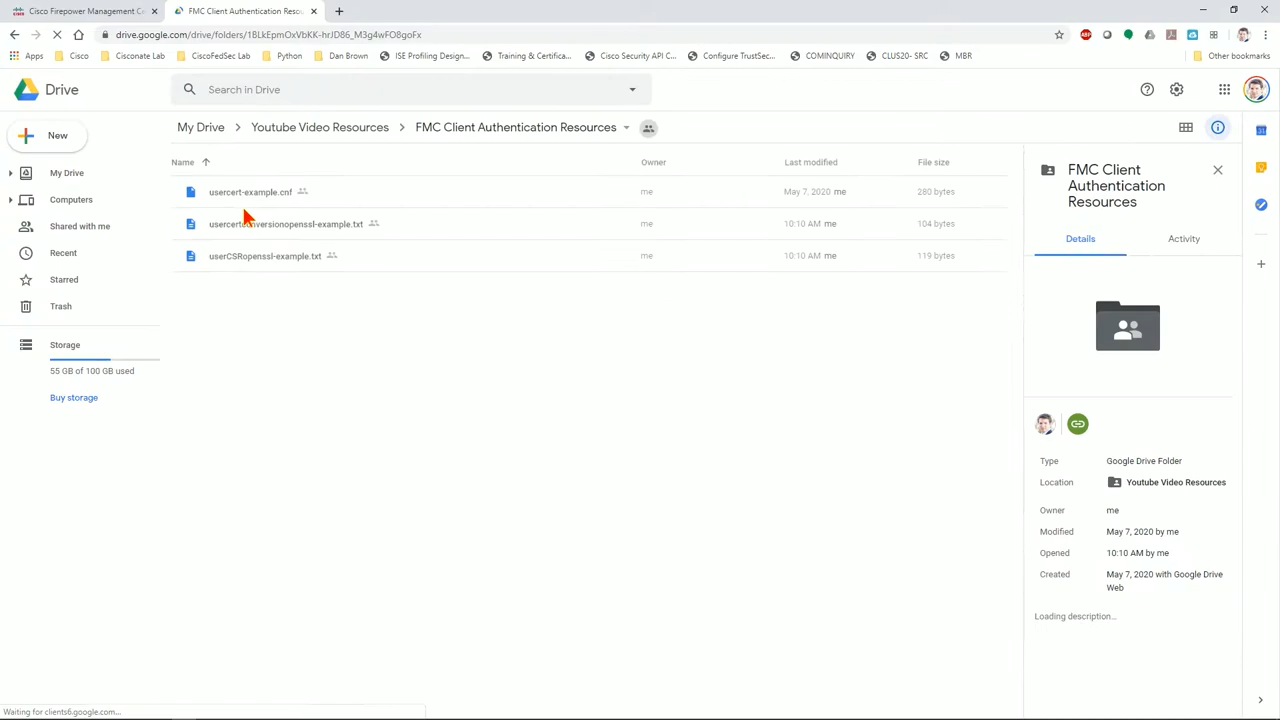 Cisco Firepower Management Ce
FMC Client Authentication Resou
drive.google.com/drive/folders/1BLkEpmOxVbKK-hrJD86_M3g4wFO8goFx
Apps
Cisco
Cisconate Lab
CiscoFedSec Lab
Python
Dan Brown
ISE Profiling Design...
Training & Certifica...
Cisco Security API C...
Configure TrustSec...
COMINQUIRY
CLUS20- SRC
MBR
Other bookmarks
Drive
Search in Drive
New
My Drive
Youtube Video Resources
FMC Client Authentication Resources
My Drive
Computers
Shared with me
Recent
Starred
Trash
Storage
55 GB of 100 GB used
Buy storage
Name
Owner
Last modified
File size
usercert-example.cnf
me
May 7, 2020 me
280 bytes
me
10:10 AM me
104 bytes
userCSRopenssl-example.txt
me
10:10 AM me
119 bytes
FMC Client
Authentication
Resources
Details
Activity
Type
Google Drive Folder
Location
Youtube Video Resources
Owner
me
Modified
May 7, 2020 by me
Opened
10:10 AM by me
Created
May 7, 2020 with Google Drive
Web
Loading description...
Waiting for clients6.google.com...